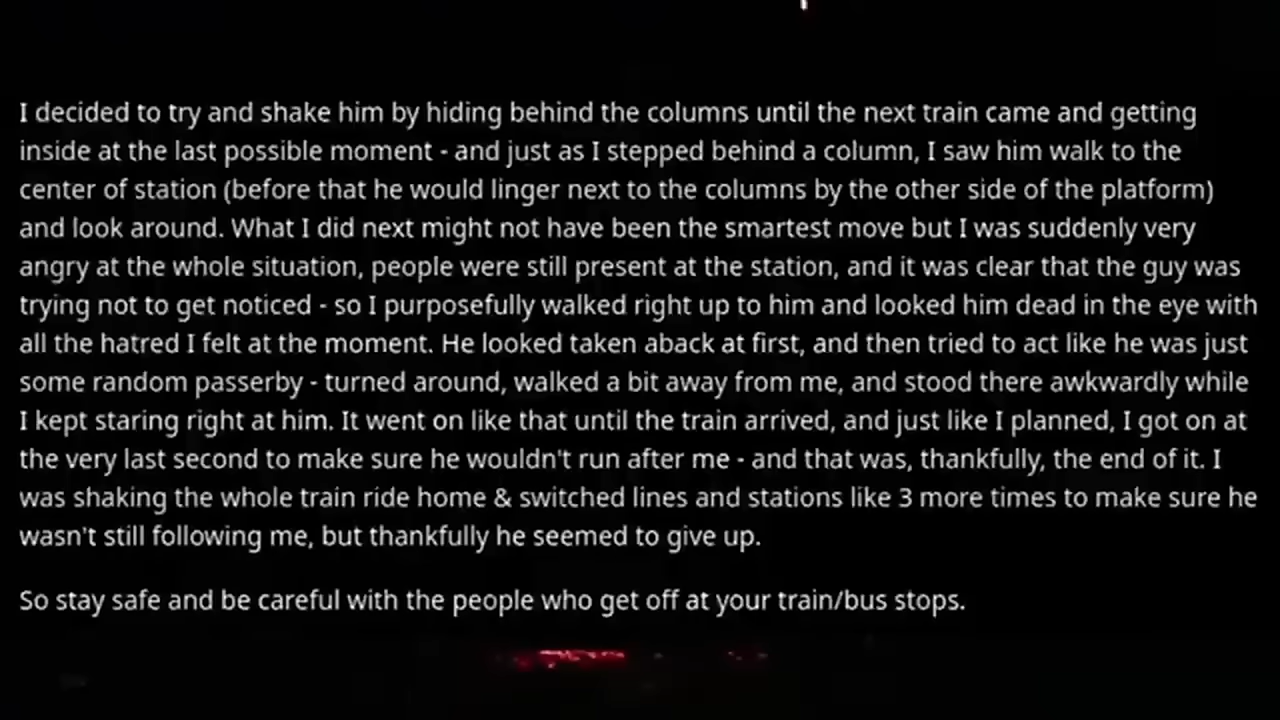 I decided to try and shake him by hiding behind the columns until the next train came and getting
inside at the last possible moment - and just as I stepped behind a column, I saw him walk to the
center of station (before that he would linger next to the columns by the other side of the platform)
and look around. What I did next might not have been the smartest move but I was suddenly very
angry at the whole situation, people were still present at the station, and it was clear that the guy was
trying not to get noticed - so I purposefully walked right up to him and looked him dead in the eye with
all the hatred I felt at the moment. He looked taken aback at first, and then tried to act like he was just
some random passerby - turned around, walked a bit away from me, and stood there awkwardly while
I kept staring right at him. It went on like that until the train arrived, and just like I planned, I got on at
the very last second to make sure he wouldn't run after me - and that was, thankfully, the end of it. I
was shaking the whole train ride home & switched lines and stations like 3 more times to make sure he
wasn't still following me, but thankfully he seemed to give up.
So stay safe and be careful with the people who get off at your train/bus stops.